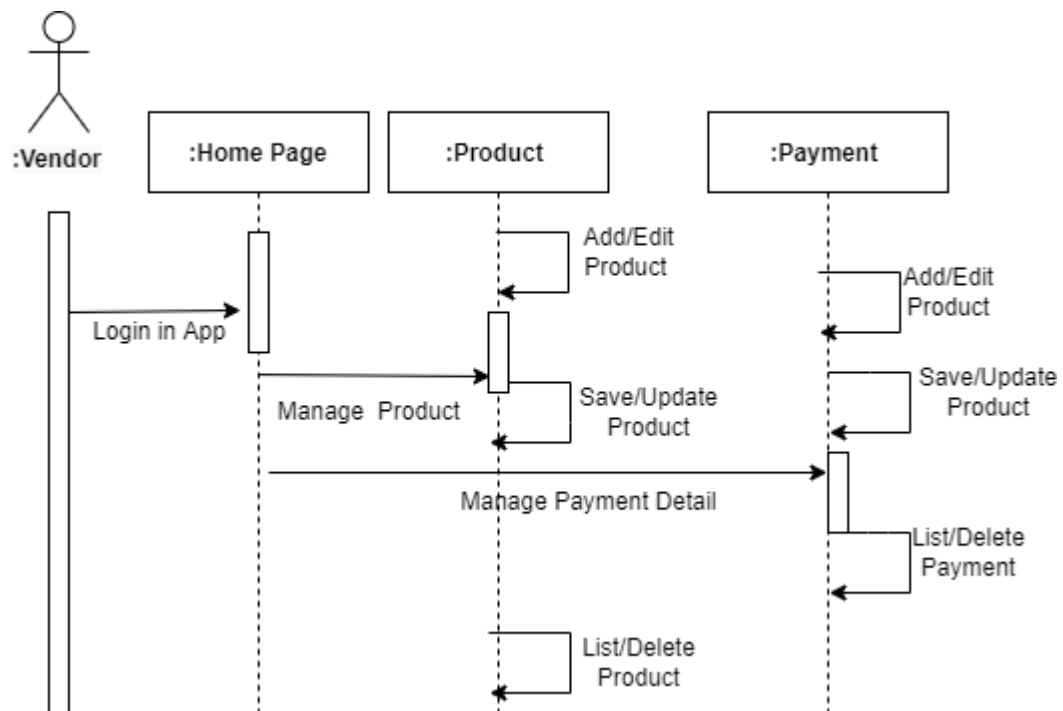 :Vendor
:Home Page
:Product
:Payment
Add/Edit
Product
Add/Edit
Product
Login in App
Manage Product
Save/Update
Product
Save/Update
Product
Manage Payment Detail
List/Delete
Payment
List/Delete
Product